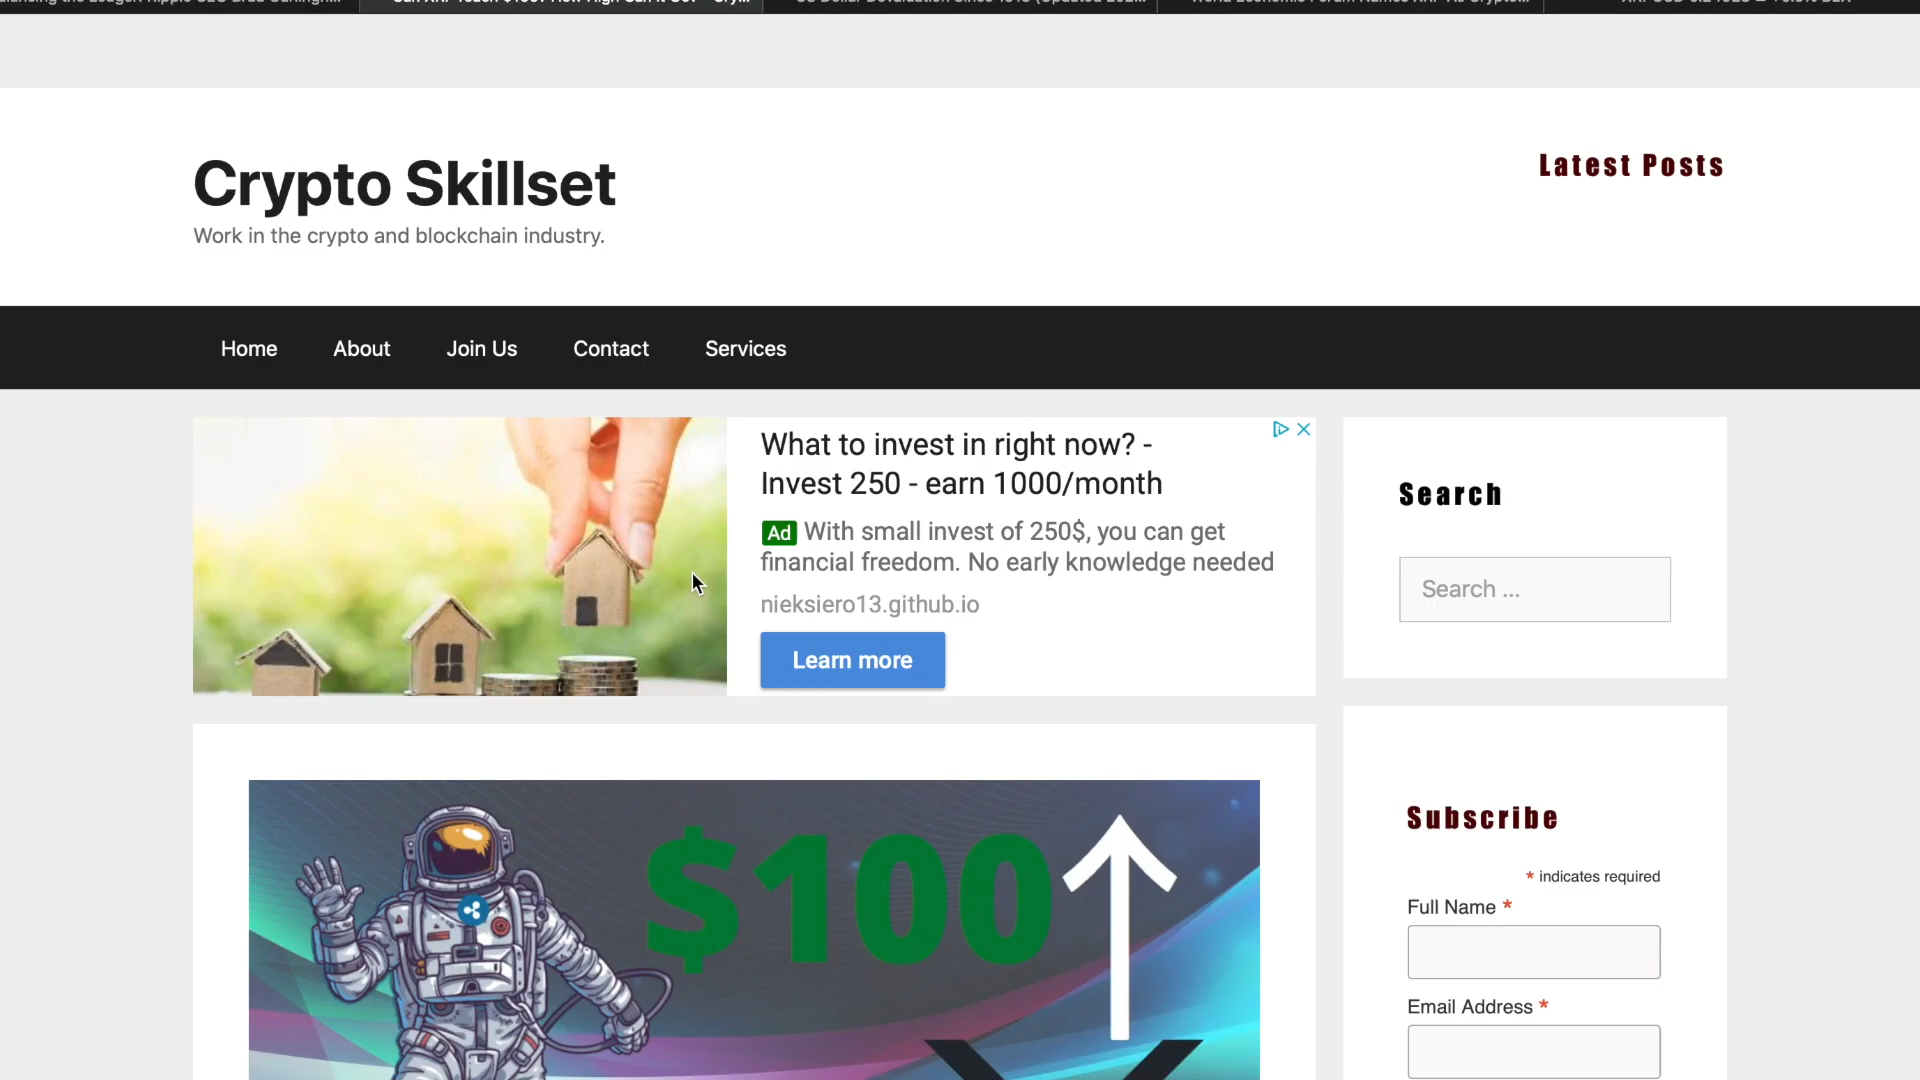 Crypto Skillset
Work in the crypto and blockchain industry.
Latest Posts
Home About Join Us Contact Services
What to invest in right now? -
Invest 250 - earn 1000/month
Ad With small invest of 250$, you can get
financial freedom. No early knowledge needed
nieksiero13.github.io
Learn more
Search
Search ...
$100
Subscribe
* indicates required
Full Name *
Email Address *